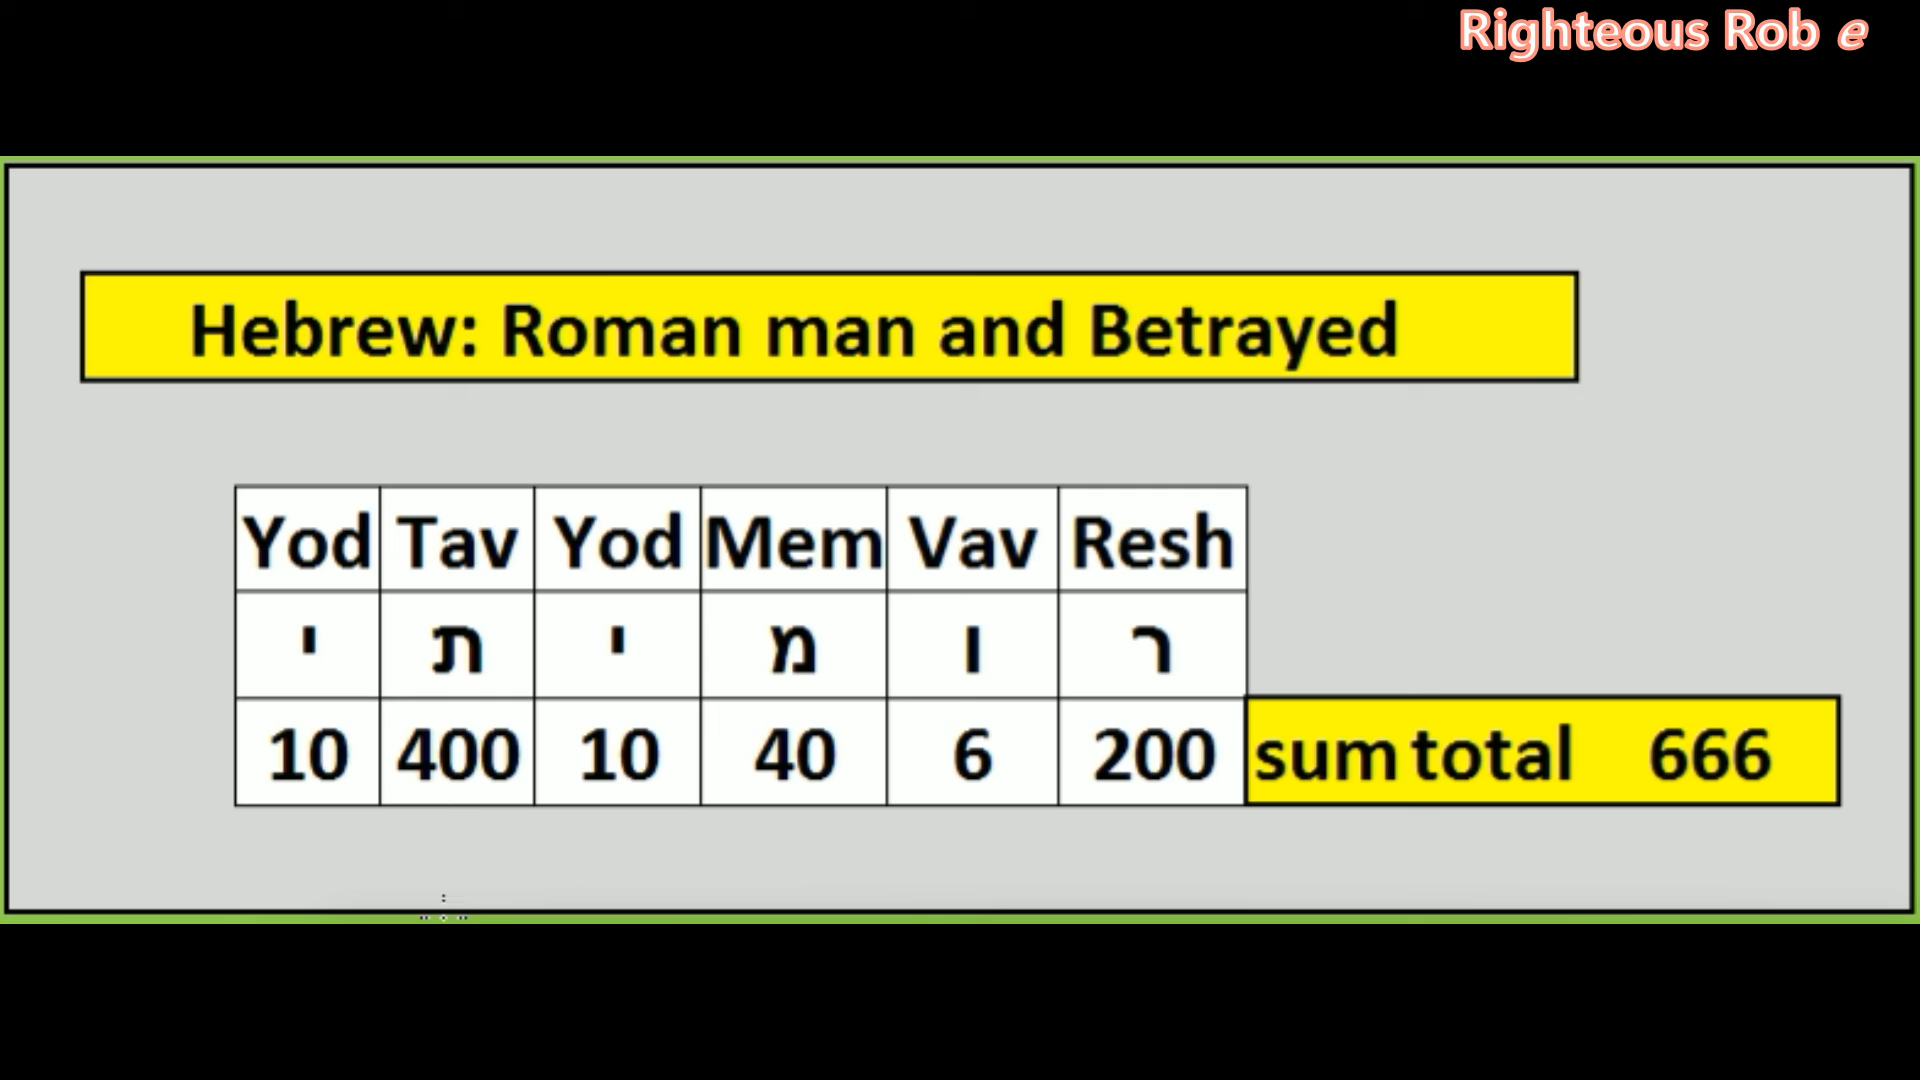 Righteous Rob e
Hebrew: Roman man and Betrayed
Yod Tav Yod Mem Vav Resh
י ת י מ ו ר
10 400 10 40 6 200 sum total 666